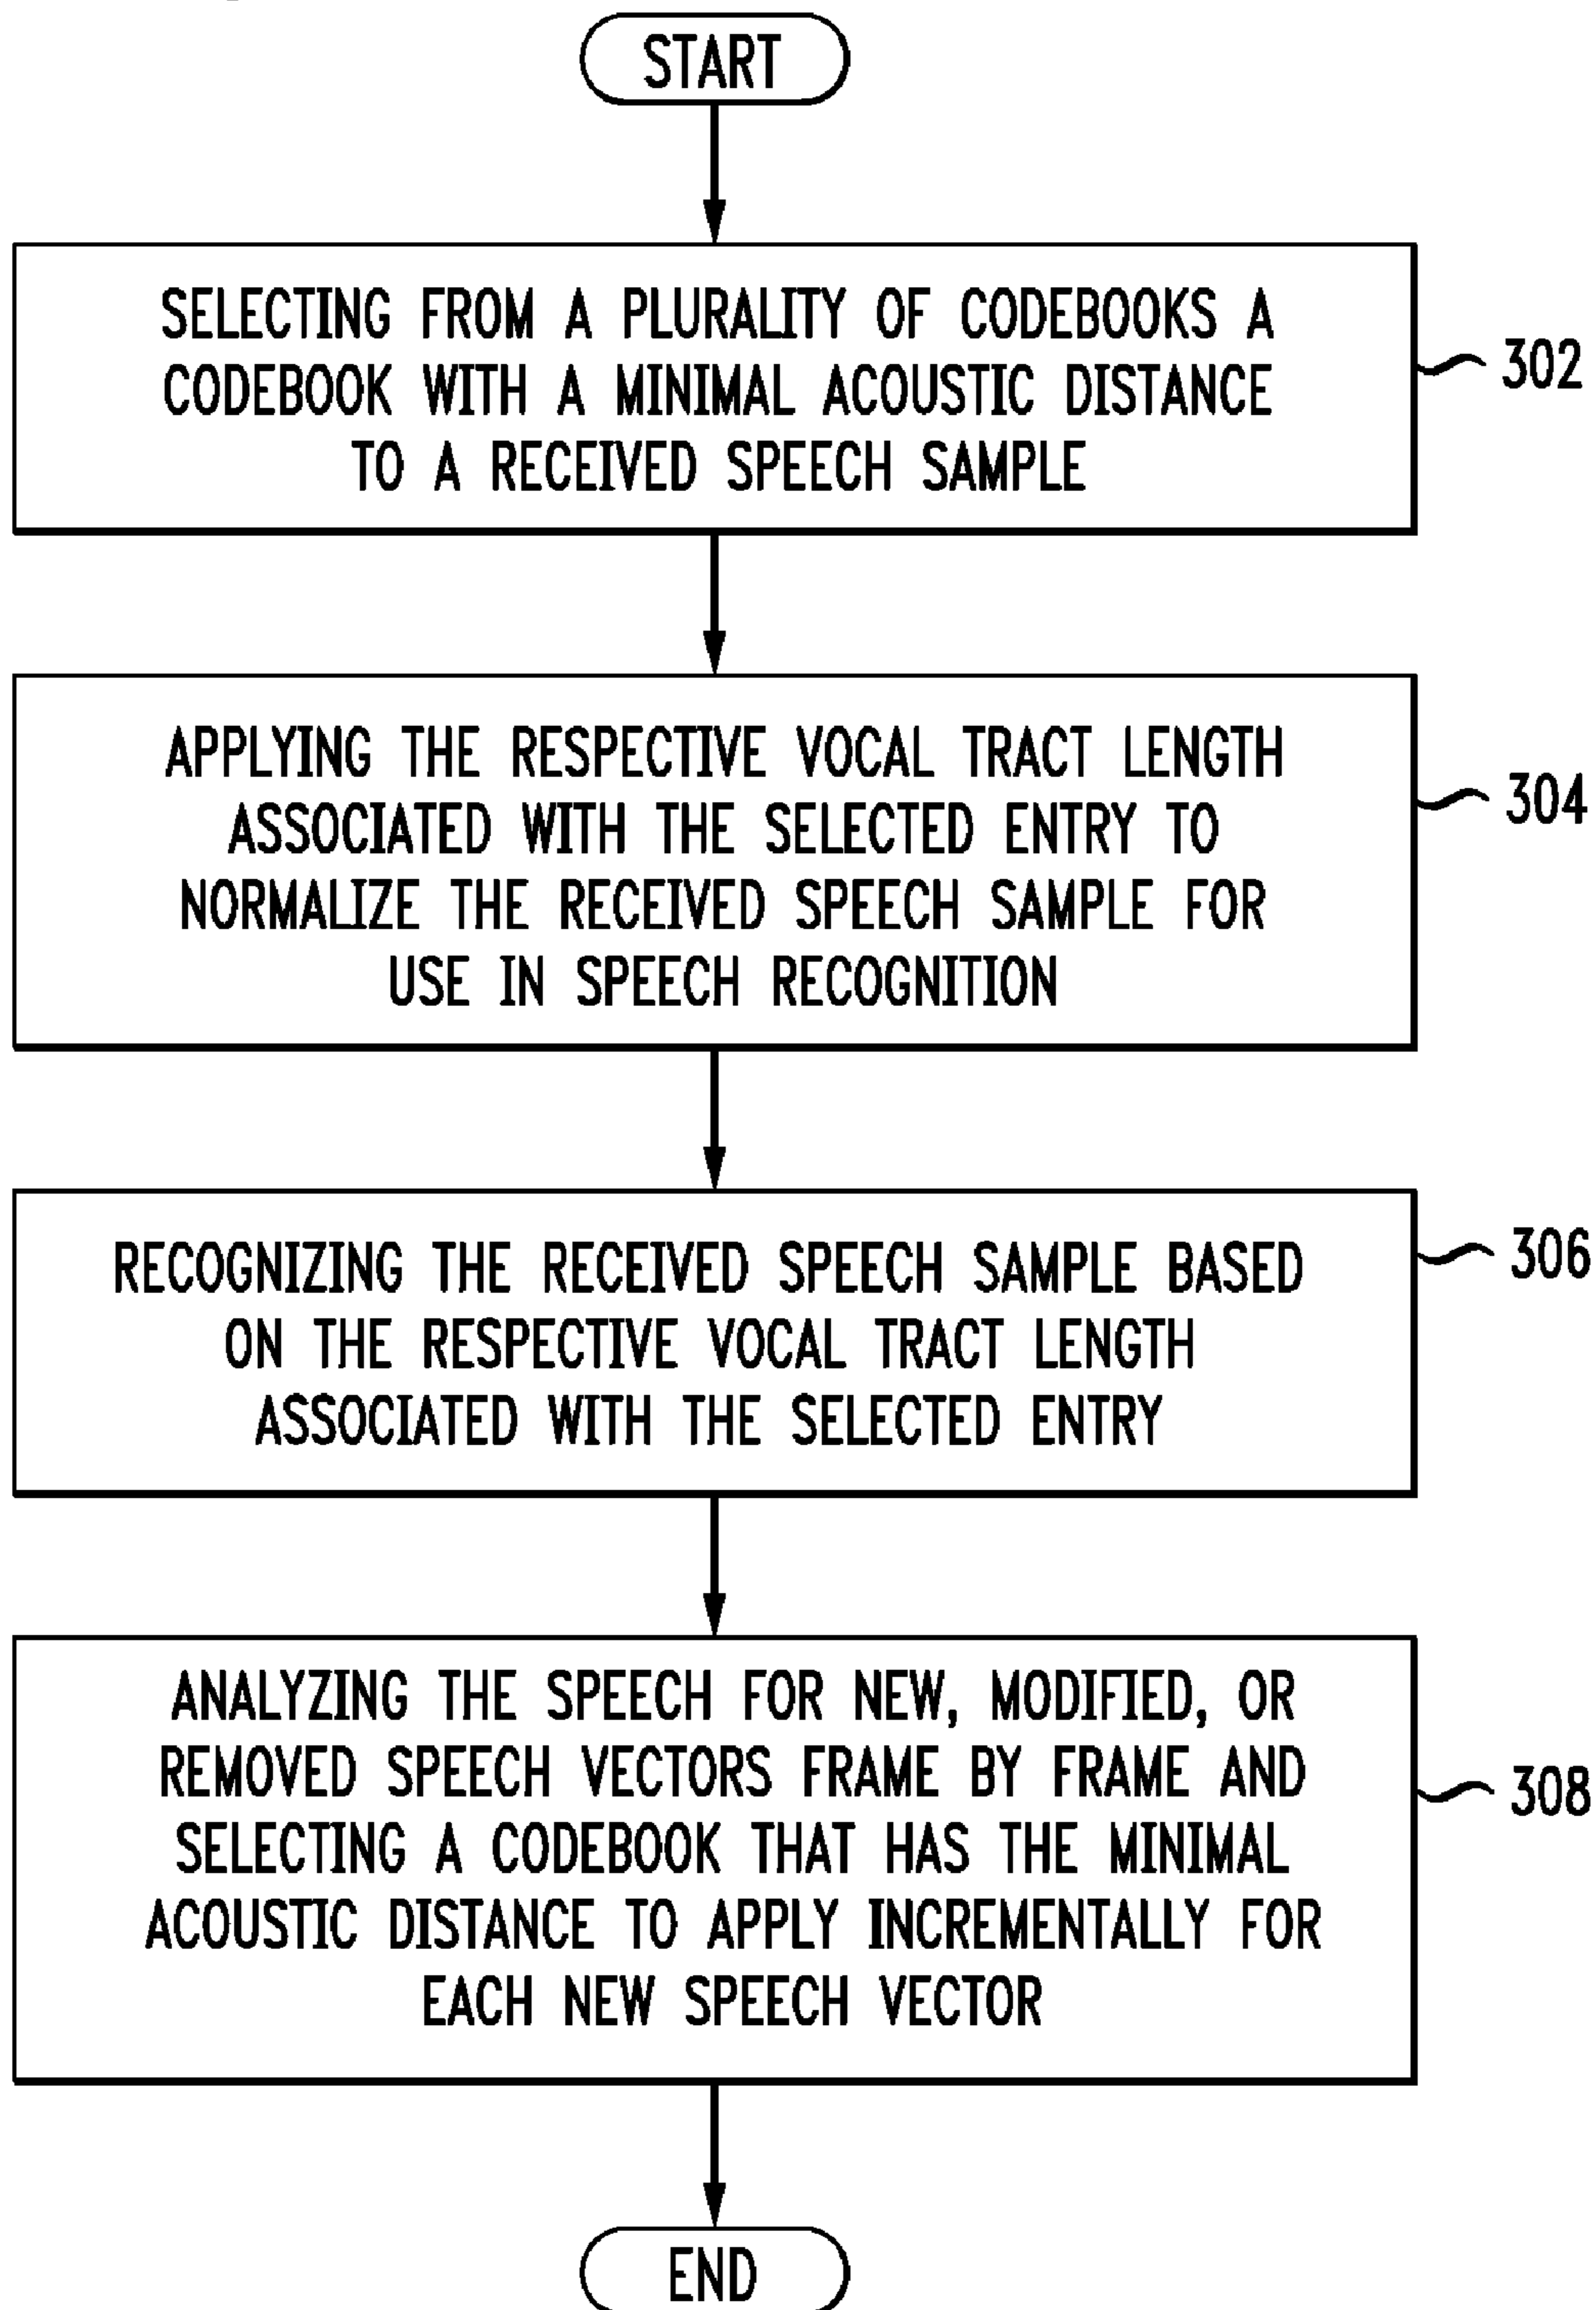 START
SELECTING FROM A PLURALITY OF CODEBOOKS A
CODEBOOK WITH A MINIMAL ACOUSTIC DISTANCE
TO A RECEIVED SPEECH SAMPLE
302
APPLYING THE RESPECTIVE VOCAL TRACT LENGTH
ASSOCIATED WITH THE SELECTED ENTRY TO
NORMALIZE THE RECEIVED SPEECH SAMPLE FOR
USE IN SPEECH RECOGNITION
304
RECOGNIZING THE RECEIVED SPEECH SAMPLE BASED
ON THE RESPECTIVE VOCAL TRACT LENGTH
ASSOCIATED WITH THE SELECTED ENTRY
306
ANALYZING THE SPEECH FOR NEW, MODIFIED, OR
REMOVED SPEECH VECTORS FRAME BY FRAME AND
SELECTING A CODEBOOK THAT HAS THE MINIMAL
ACOUSTIC DISTANCE TO APPLY INCREMENTALLY FOR
EACH NEW SPEECH VECTOR
308
END